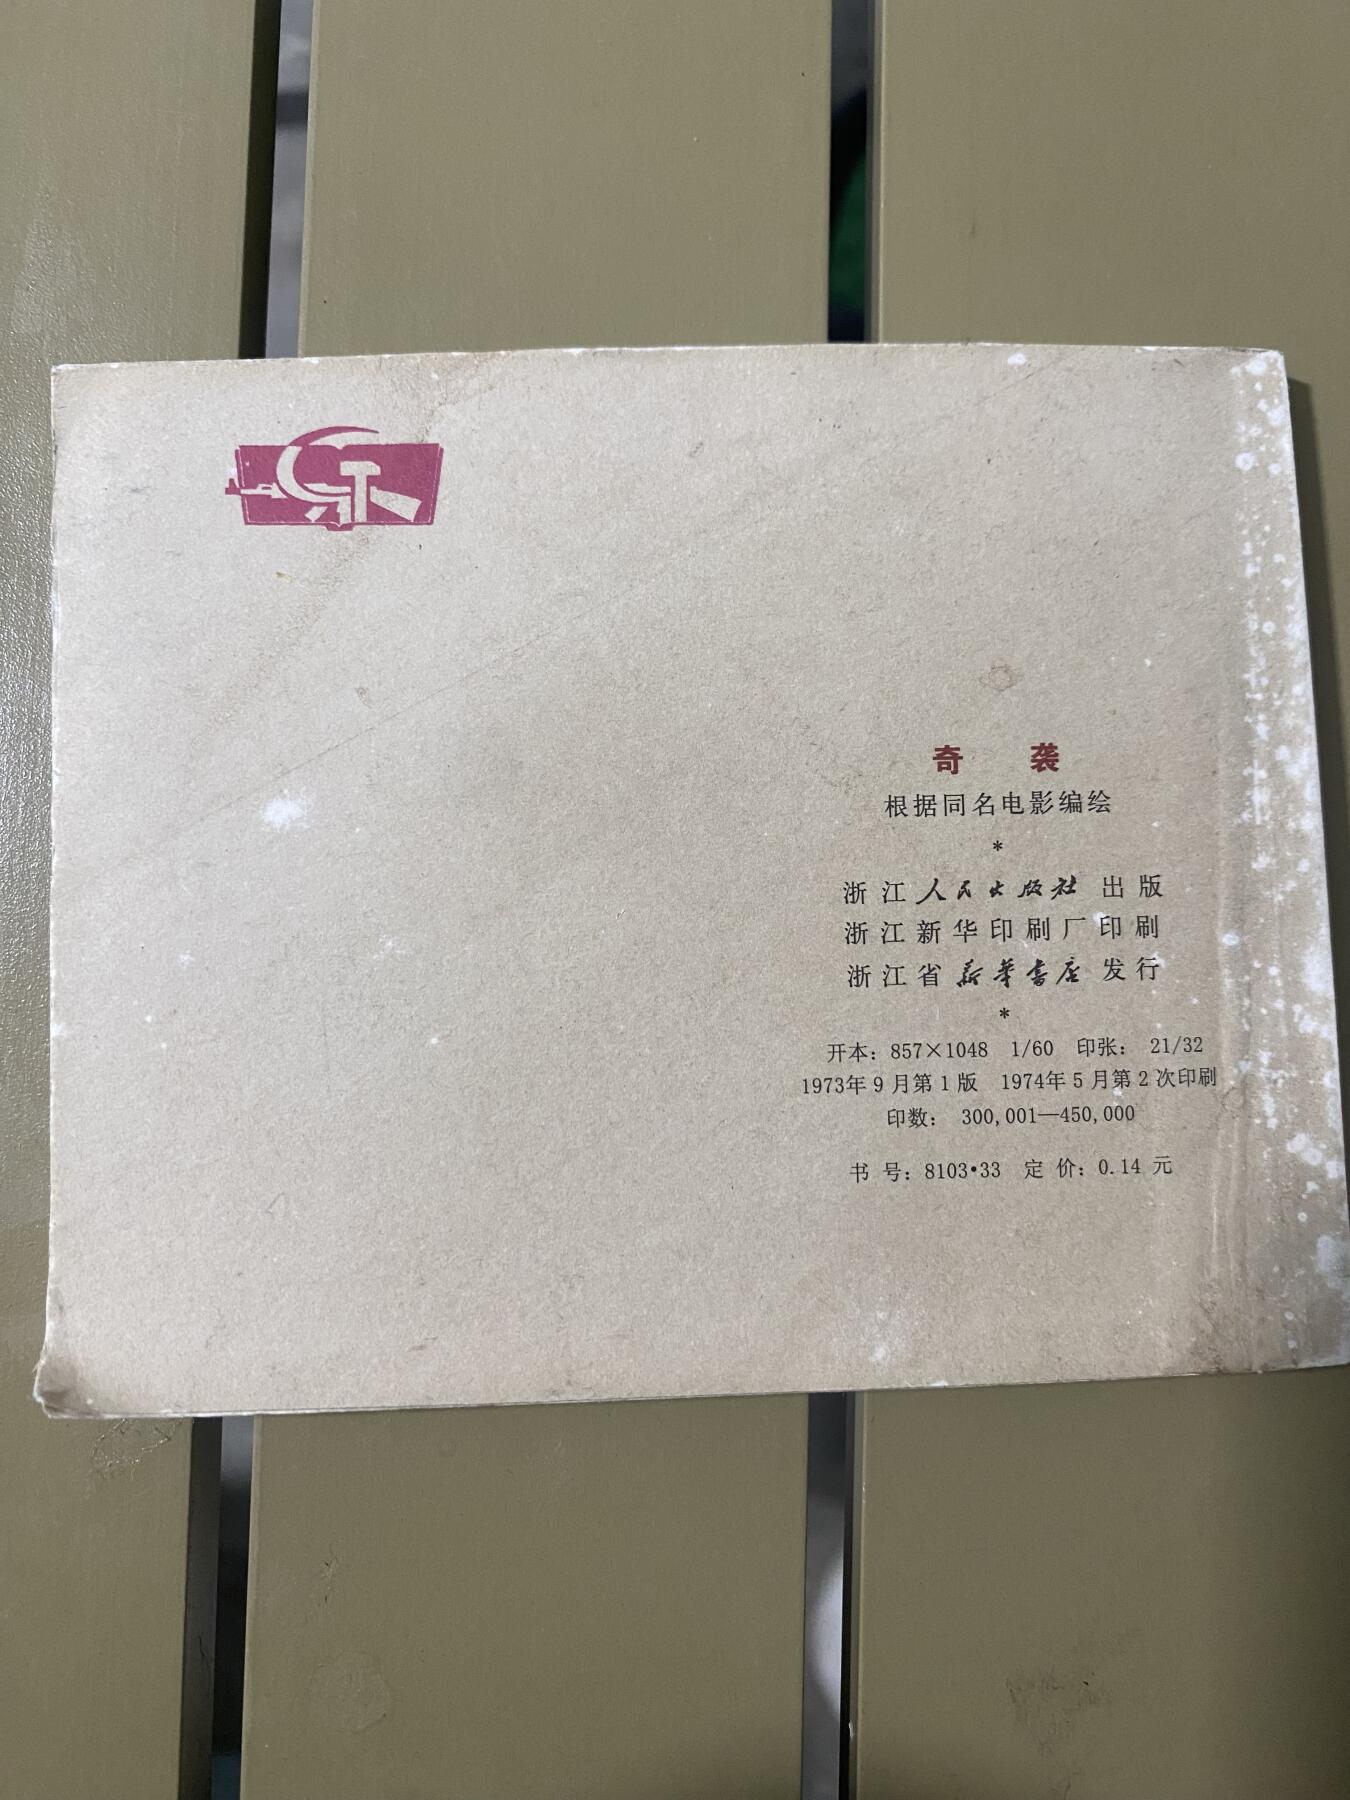 奇 袭
根据同名电影编绘
*
浙江人民出版社 出版
浙江新华印刷厂印刷
浙江省新华书店 发行
*
开本：857×1048 1/60 印张： 21/32
1973年9月第1版 1974年5月第2次印刷
印数： 300,001—450,000
书 号：8103•33 定 价：0.14 元